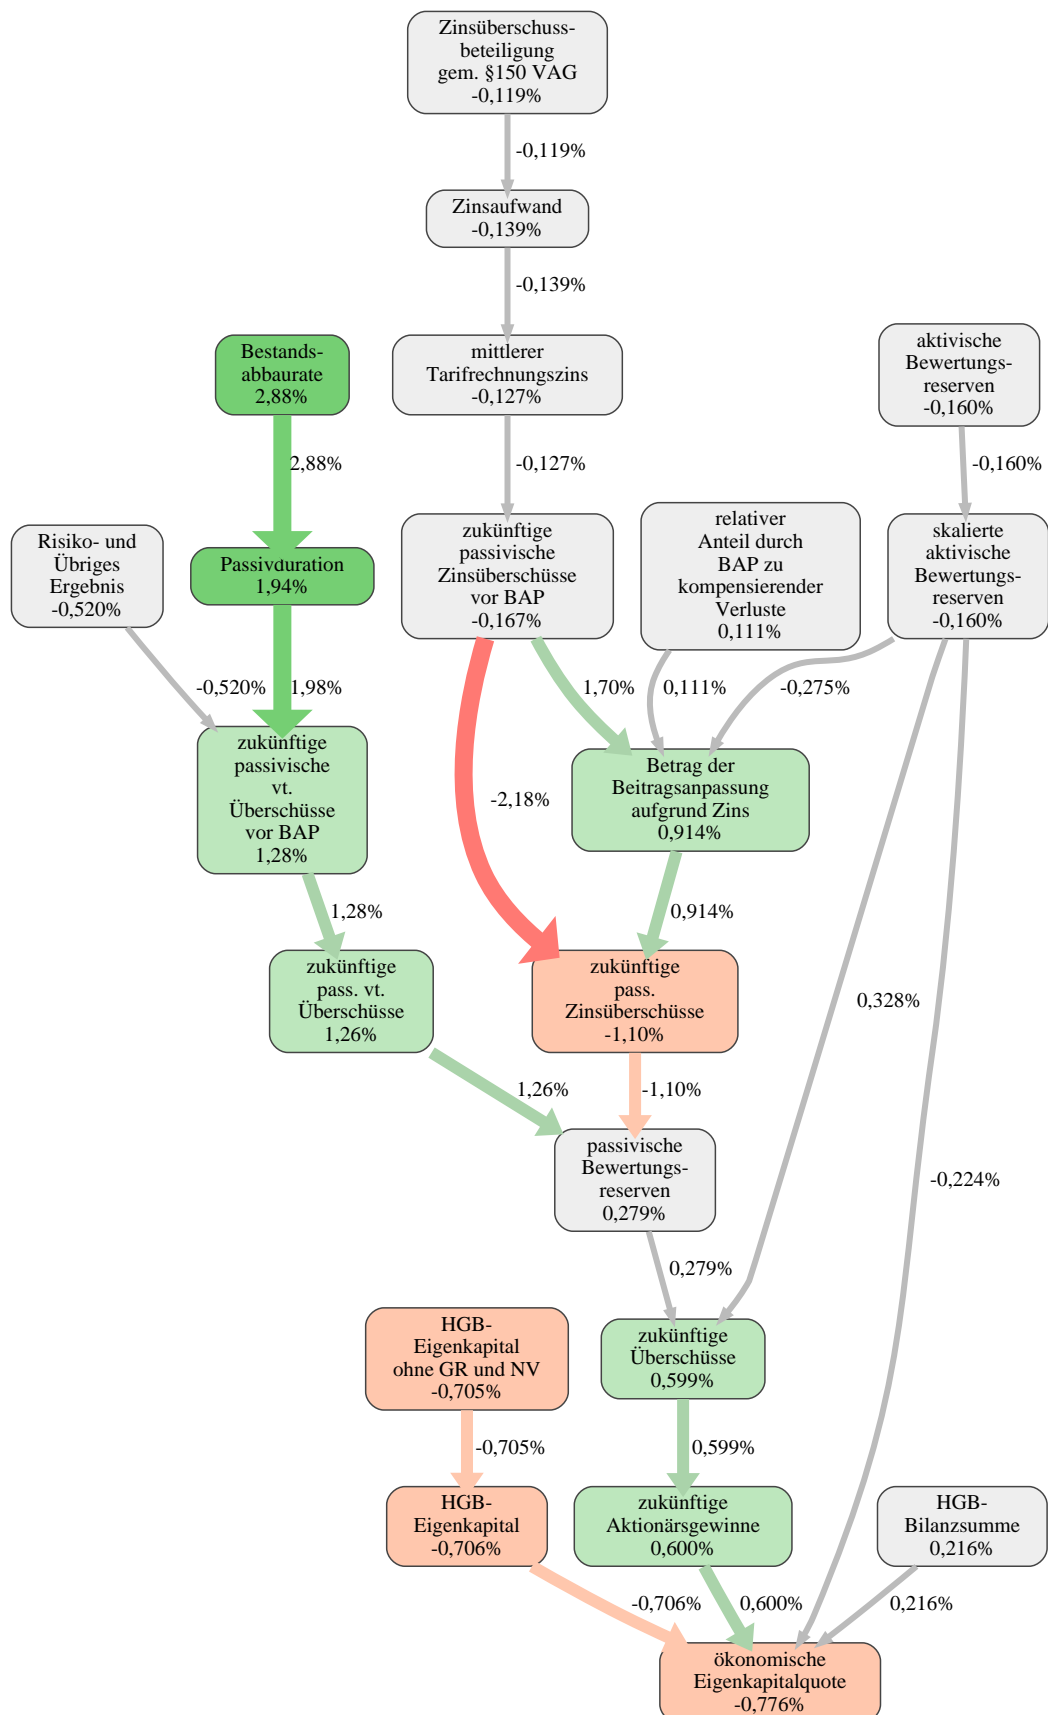 Zinsüberschuss-
beteiligung
gem. §150 VAG
-0,119%
-0,119%
Zinsaufwand
-0,139%
-0,139%
Bestands-
abbaurate
2,88%
mittlerer
Tarifrechnungszins
-0,127%
aktivische
Bewertungs-
reserven
-0,160%
2,88%
-0,127%
-0,160%
Risiko- und
Übriges
Ergebnis
-0,520%
Passivduration
1,94%
zukünftige
passivische
Zinsüberschüsse
vor BAP
-0,167%
relativer
Anteil durch
BAP zu
kompensierender
Verluste
0,111%
skalierte
aktivische
Bewertungs-
reserven
-0,160%
-0,520%
1,98%
1,70%
0,111%
-0,275%
zukünftige
passivische
vt.
Überschüsse
vor BAP
1,28%
-2,18%
Betrag der
Beitragsanpassung
aufgrund Zins
0,914%
1,28%
0,914%
zukünftige
pass. vt.
Überschüsse
1,26%
zukünftige
pass.
Zinsüberschüsse
-1,10%
0,328%
1,26%
-1,10%
passivische
Bewertungs-
reserven
0,279%
-0,224%
0,279%
HGB-
Eigenkapital
ohne GR und NV
-0,705%
zukünftige
Überschüsse
0,599%
-0,705%
0,599%
HGB-
Eigenkapital
-0,706%
zukünftige
Aktionärsgewinne
0,600%
HGB-
Bilanzsumme
0,216%
-0,706%
0,600%
0,216%
ökonomische
Eigenkapitalquote
-0,776%